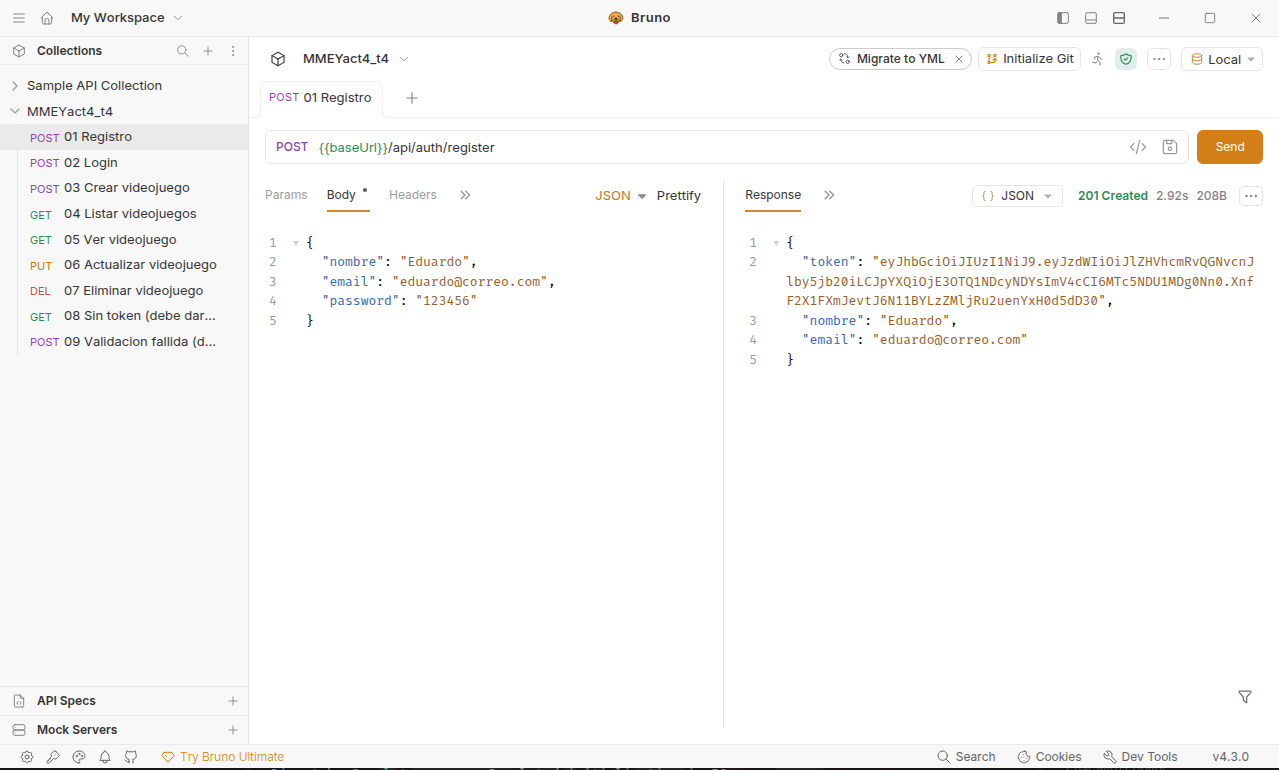 My Workspace
Bruno
Collections
Sample API Collection
MMEYact4_t4
POST 01 Registro
POST 02 Login
POST 03 Crear videojuego
GET 04 Listar videojuegos
GET 05 Ver videojuego
PUT 06 Actualizar videojuego
DEL 07 Eliminar videojuego
GET 08 Sin token (debe dar...
POST 09 Validacion fallida (d...
API Specs
Mock Servers
MMEYact4_t4
Migrate to YML
Initialize Git
Local
POST 01 Registro
POST {{baseUrl}}/api/auth/register
Send
Params Body Headers JSON Prettify
1 {
2 "nombre": "Eduardo",
3 "email": "eduardo@correo.com",
4 "password": "123456"
5 }
Response JSON 201 Created 2.92s 208B
1 {
2 "token": "eyJhbGciOiJIUzI1NiJ9.eyJzdWIiOiJlZHVhcmRvQGNvcnJ
lby5jb20iLCJpYXQiOjE3OTQ1NDcyNDYsImV4cCI6MTc5NDU1MDg0Nn0.Xnf
F2X1FXmJevtJ6N11BYLzZMljRu2uenYxH0d5dD30",
3 "nombre": "Eduardo",
4 "email": "eduardo@correo.com"
5 }
Try Bruno Ultimate
Search
Cookies
Dev Tools
v4.3.0